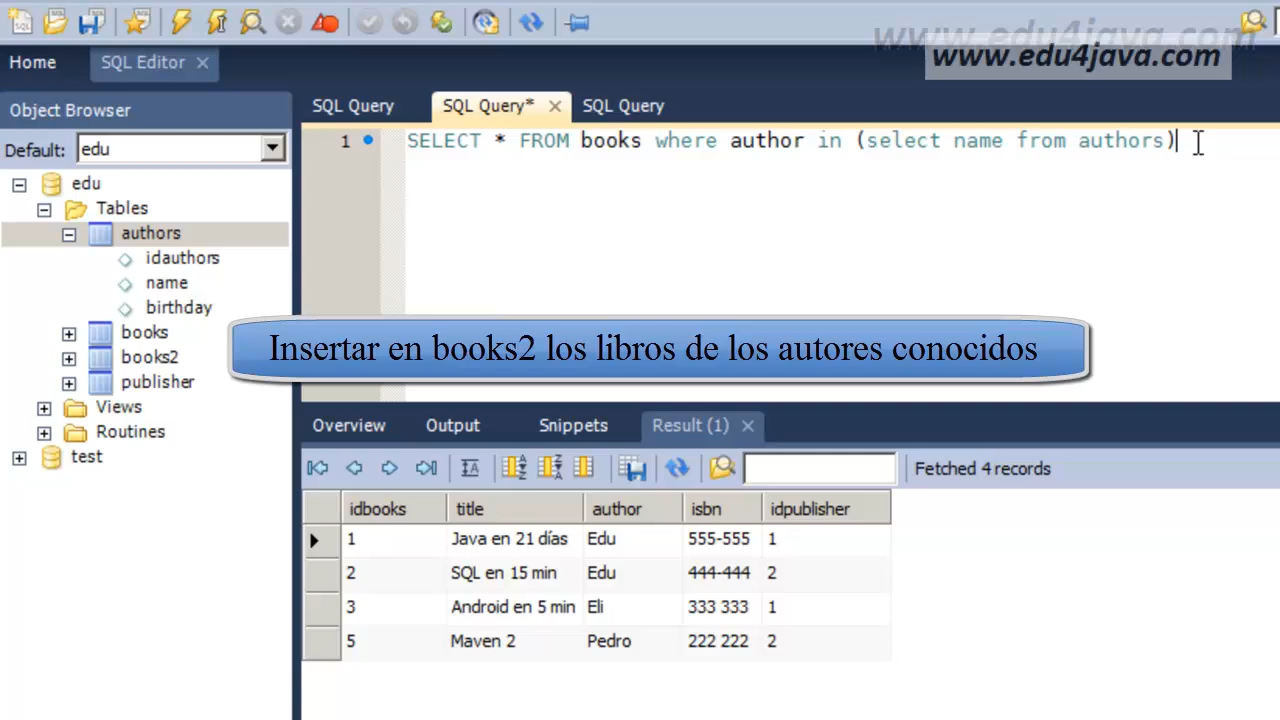 www.edu4java.com
www.edu4java.com
Home
SQL Editor
Object Browser
SQL Query
SQL Query*
SQL Query
Default:
edu
1
SELECT * FROM books where author in (select name from authors)
edu
Tables
authors
idauthors
name
birthday
books
books2
publisher
Views
Routines
test
Insertar en books2 los libros de los autores conocidos
Overview
Output
Snippets
Result (1)
Fetched 4 records
idbooks title author isbn idpublisher
1 Java en 21 días Edu 555-555 1
2 SQL en 15 min Edu 444-444 2
3 Android en 5 min Eli 333 333 1
5 Maven 2 Pedro 222 222 2